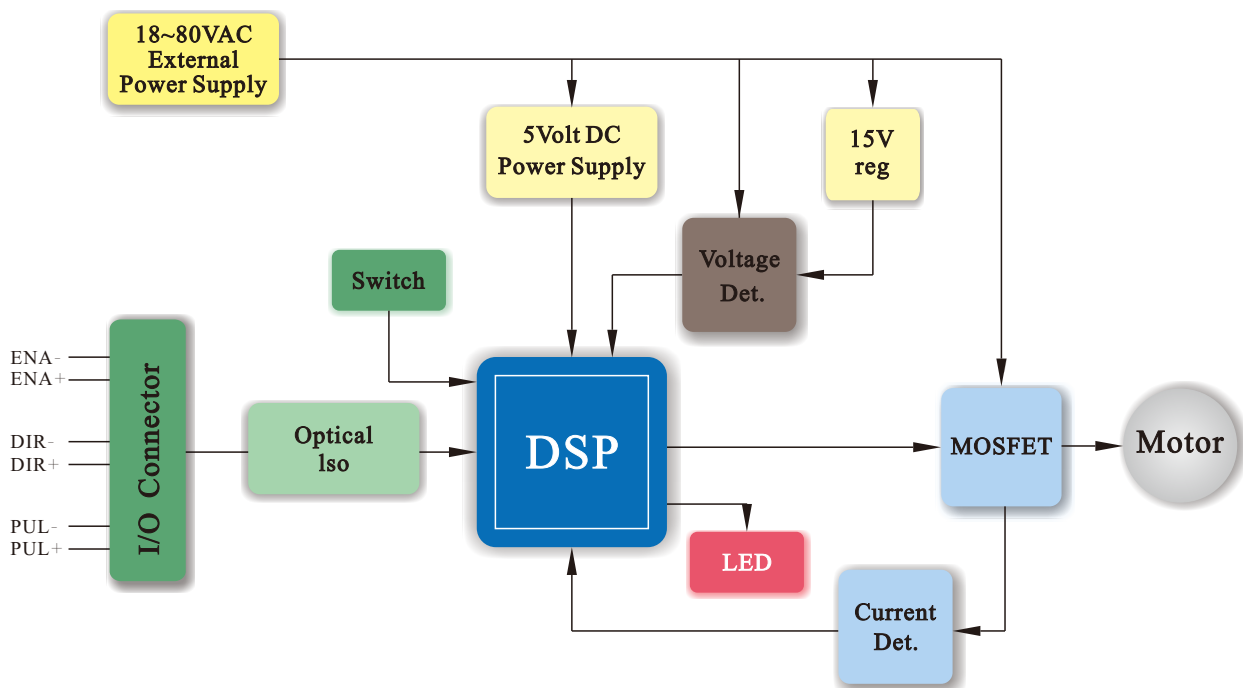 18~80VAC
External
Power Supply
5Volt DC
Power Supply
15V
reg
Voltage
Det.
Switch
ENA-
ENA+
DIR-
DIR+
PUL-
PUL+
I/O Connector
Optical
lso
DSP
MOSFET
Motor
LED
Current
Det.